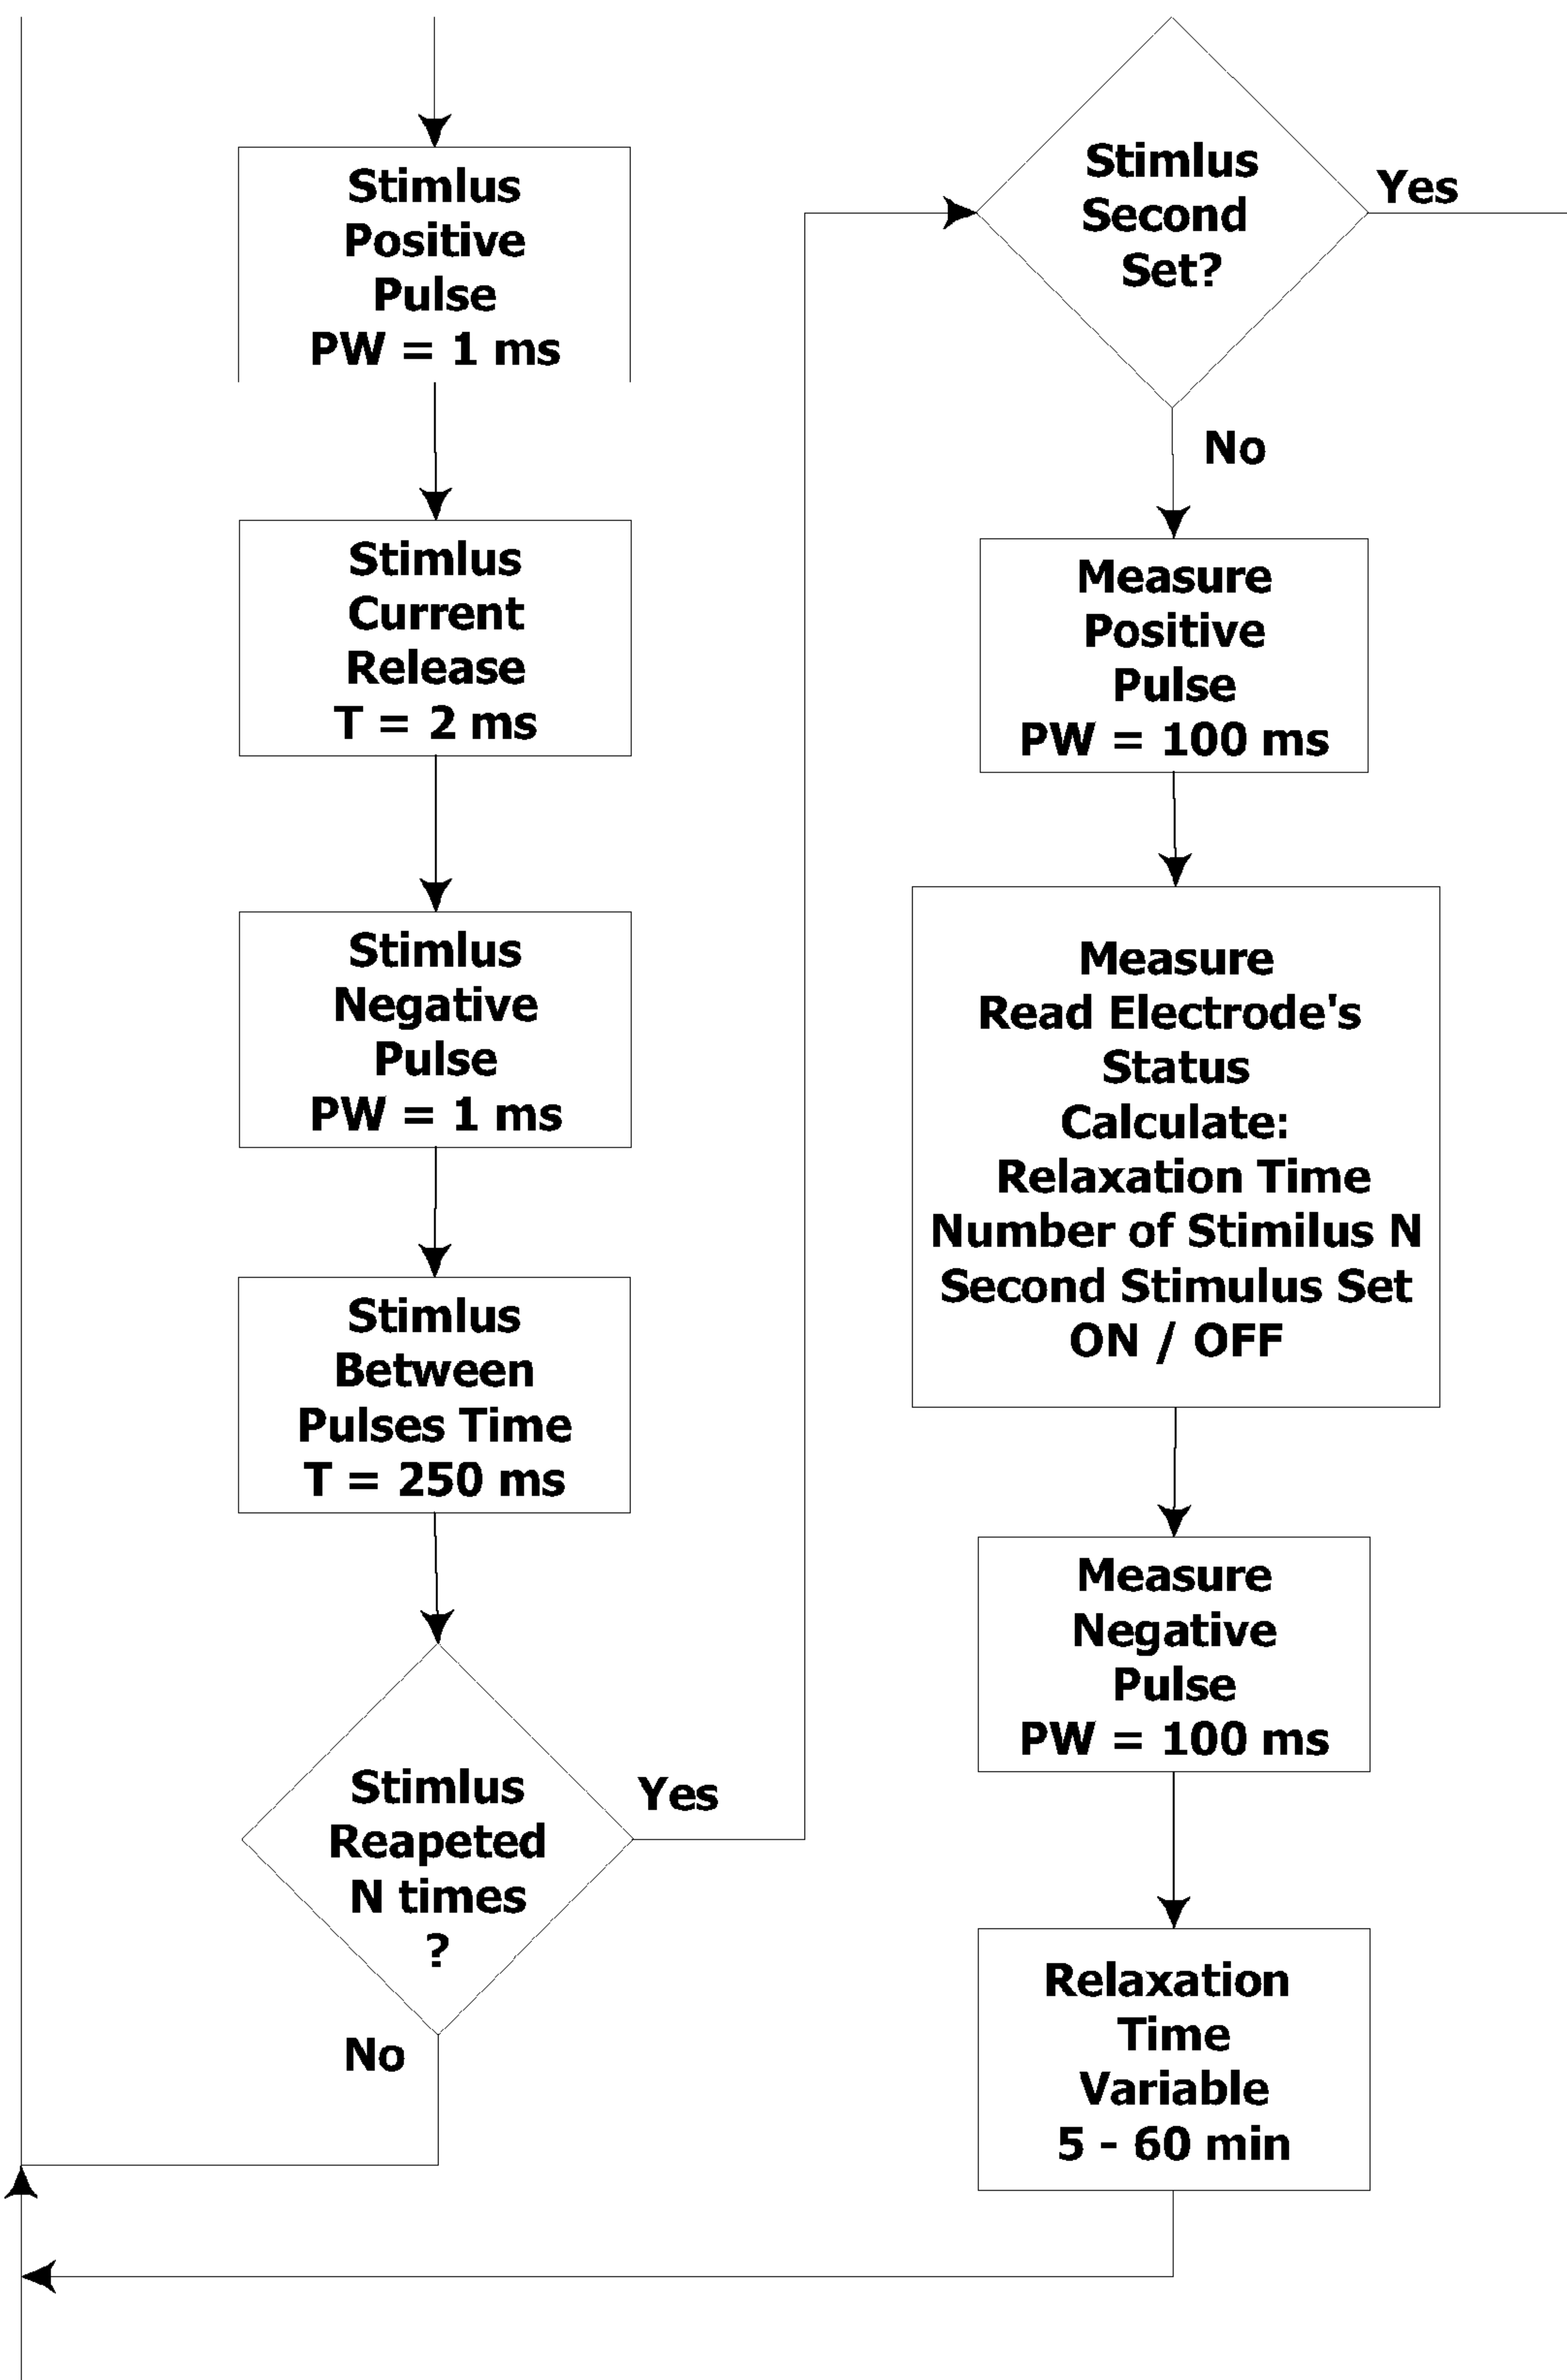 Stimlus
Positive
Pulse
PW = 1 ms
Stimlus
Current
Release
T = 2 ms
Stimlus
Negative
Pulse
PW = 1 ms
Stimlus
Between
Pulses Time
T = 250 ms
Stimlus
Reapeted
N times
?
Yes
No
Stimlus
Second
Set?
Yes
No
Measure
Positive
Pulse
PW = 100 ms
Measure
Read Electrode's
Status
Calculate:
Relaxation Time
Number of Stimilus N
Second Stimulus Set
ON / OFF
Measure
Negative
Pulse
PW = 100 ms
Relaxation
Time
Variable
5 - 60 min